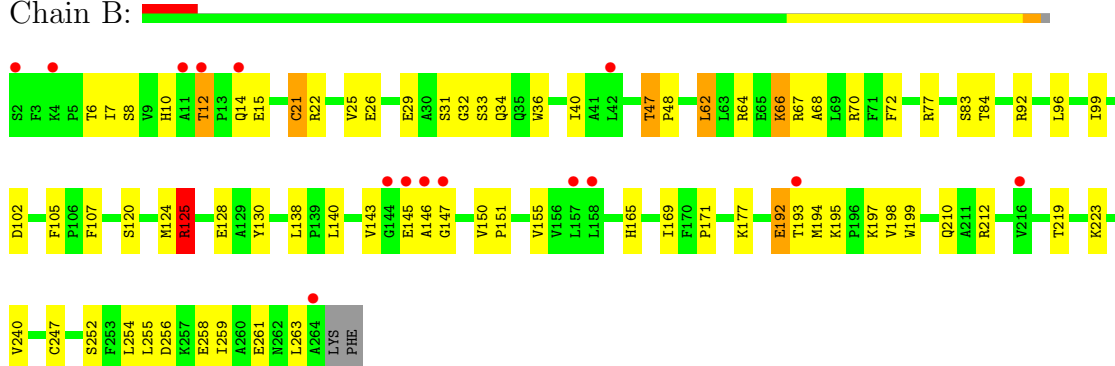 Chain B:
S2 F3 K4 P5 T6 I7 S8 V9 H10 A11 T12 P13 Q14 E15 C21 R22 V25 E26 E29 A30 S31 G32 S33 Q34 Q35 W36 I40 A41 L42 T47 P48 L62 L63 R64 E65 K66 R67 A68 L69 R70 F71 F72 R77 S83 T84 R92 L96 I99
D102 F105 P106 F107 S120 M124 R125 E128 A129 Y130 L138 P139 L140 V143 G144 E145 A146 G147 V150 P151 V155 V156 L157 L158 H165 I169 F170 P171 K177 E192 T193 M194 K195 P196 K197 V198 W199 Q210 A211 R212 V216 T219 K223
V240 C247 S252 F253 L254 L255 D256 K257 E258 I259 A260 E261 N262 L263 A264 LYS PHE